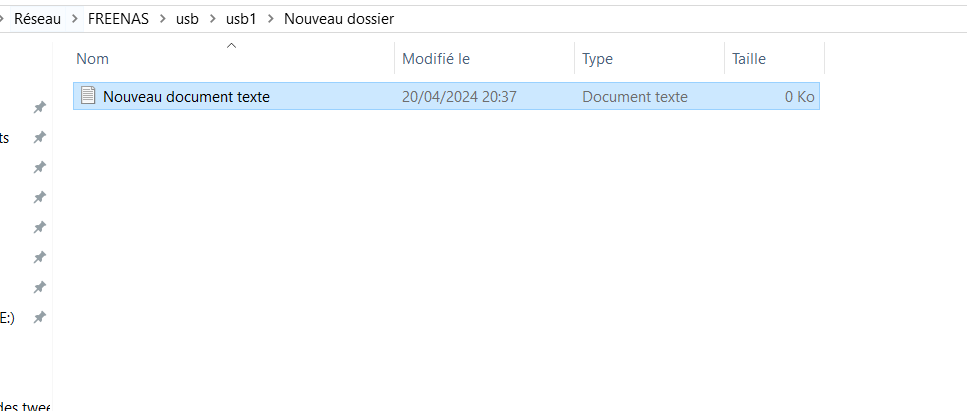 Réseau > FREENAS > usb > usb1 > Nouveau dossier
Nom Modifié le Type Taille
Nouveau document texte 20/04/2024 20:37 Document texte 0 Ko
ts
E:)
des twee